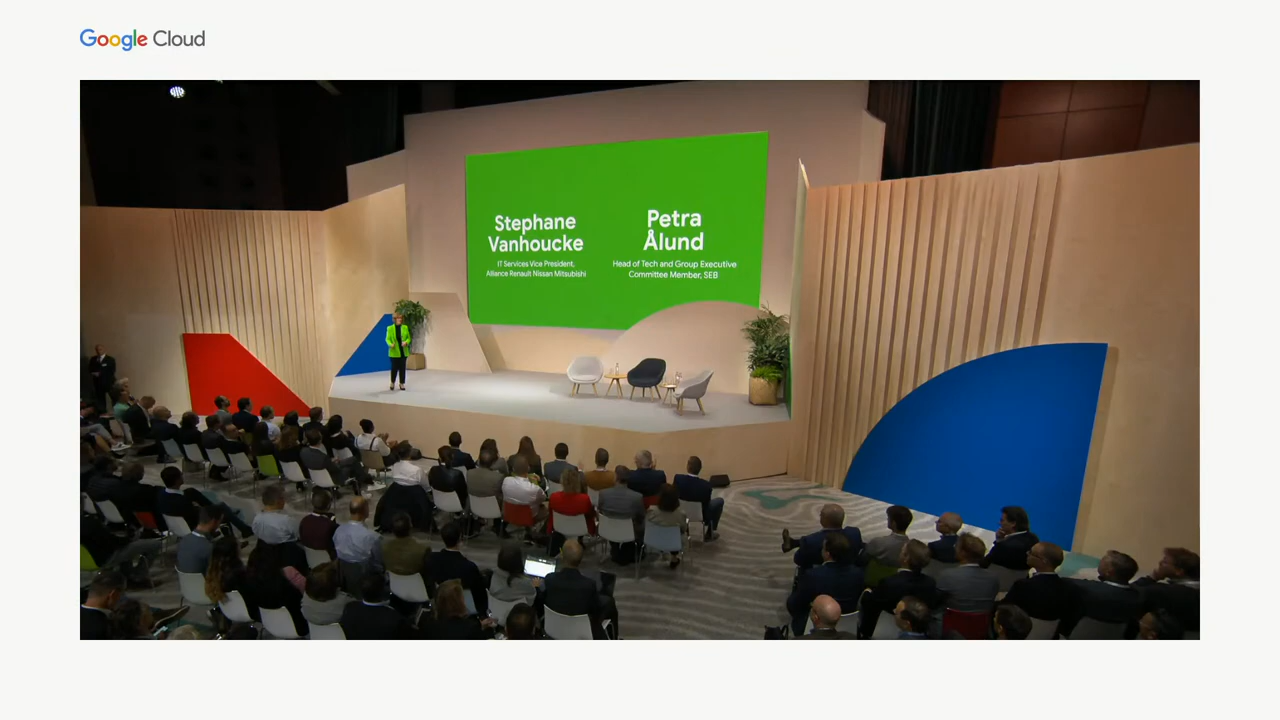 Google Cloud
Stephane
Vanhoucke
IT Services Vice President,
Alliance Renault Nissan Mitsubishi
Petra
Ålund
Head of Tech and Group Executive
Committee Member, SEB